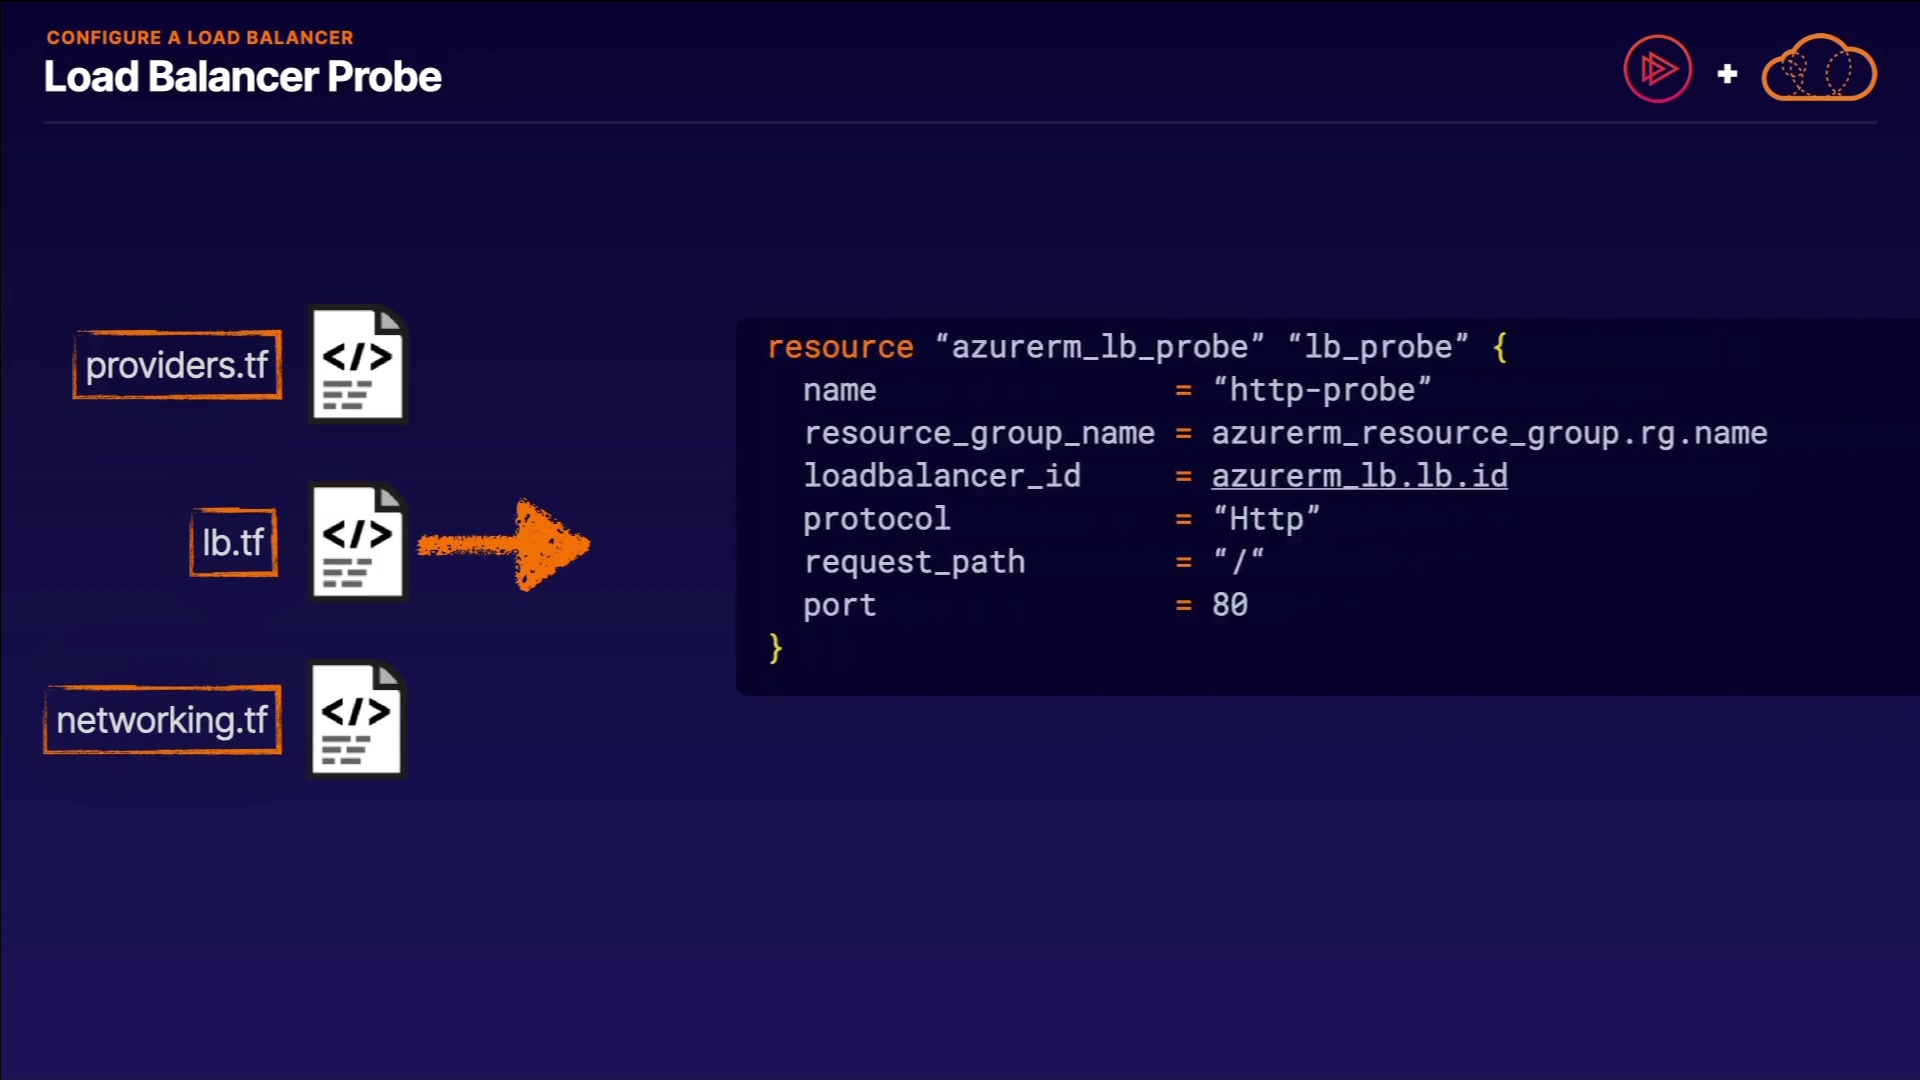 CONFIGURE A LOAD BALANCER
Load Balancer Probe
providers.tf
</>
lb.tf
</>
networking.tf
</>
resource “azurerm_lb_probe” “lb_probe” {
name = “http-probe”
resource_group_name = azurerm_resource_group.rg.name
loadbalancer_id = azurerm_lb.lb.id
protocol = “Http”
request_path = “/“
port = 80
}